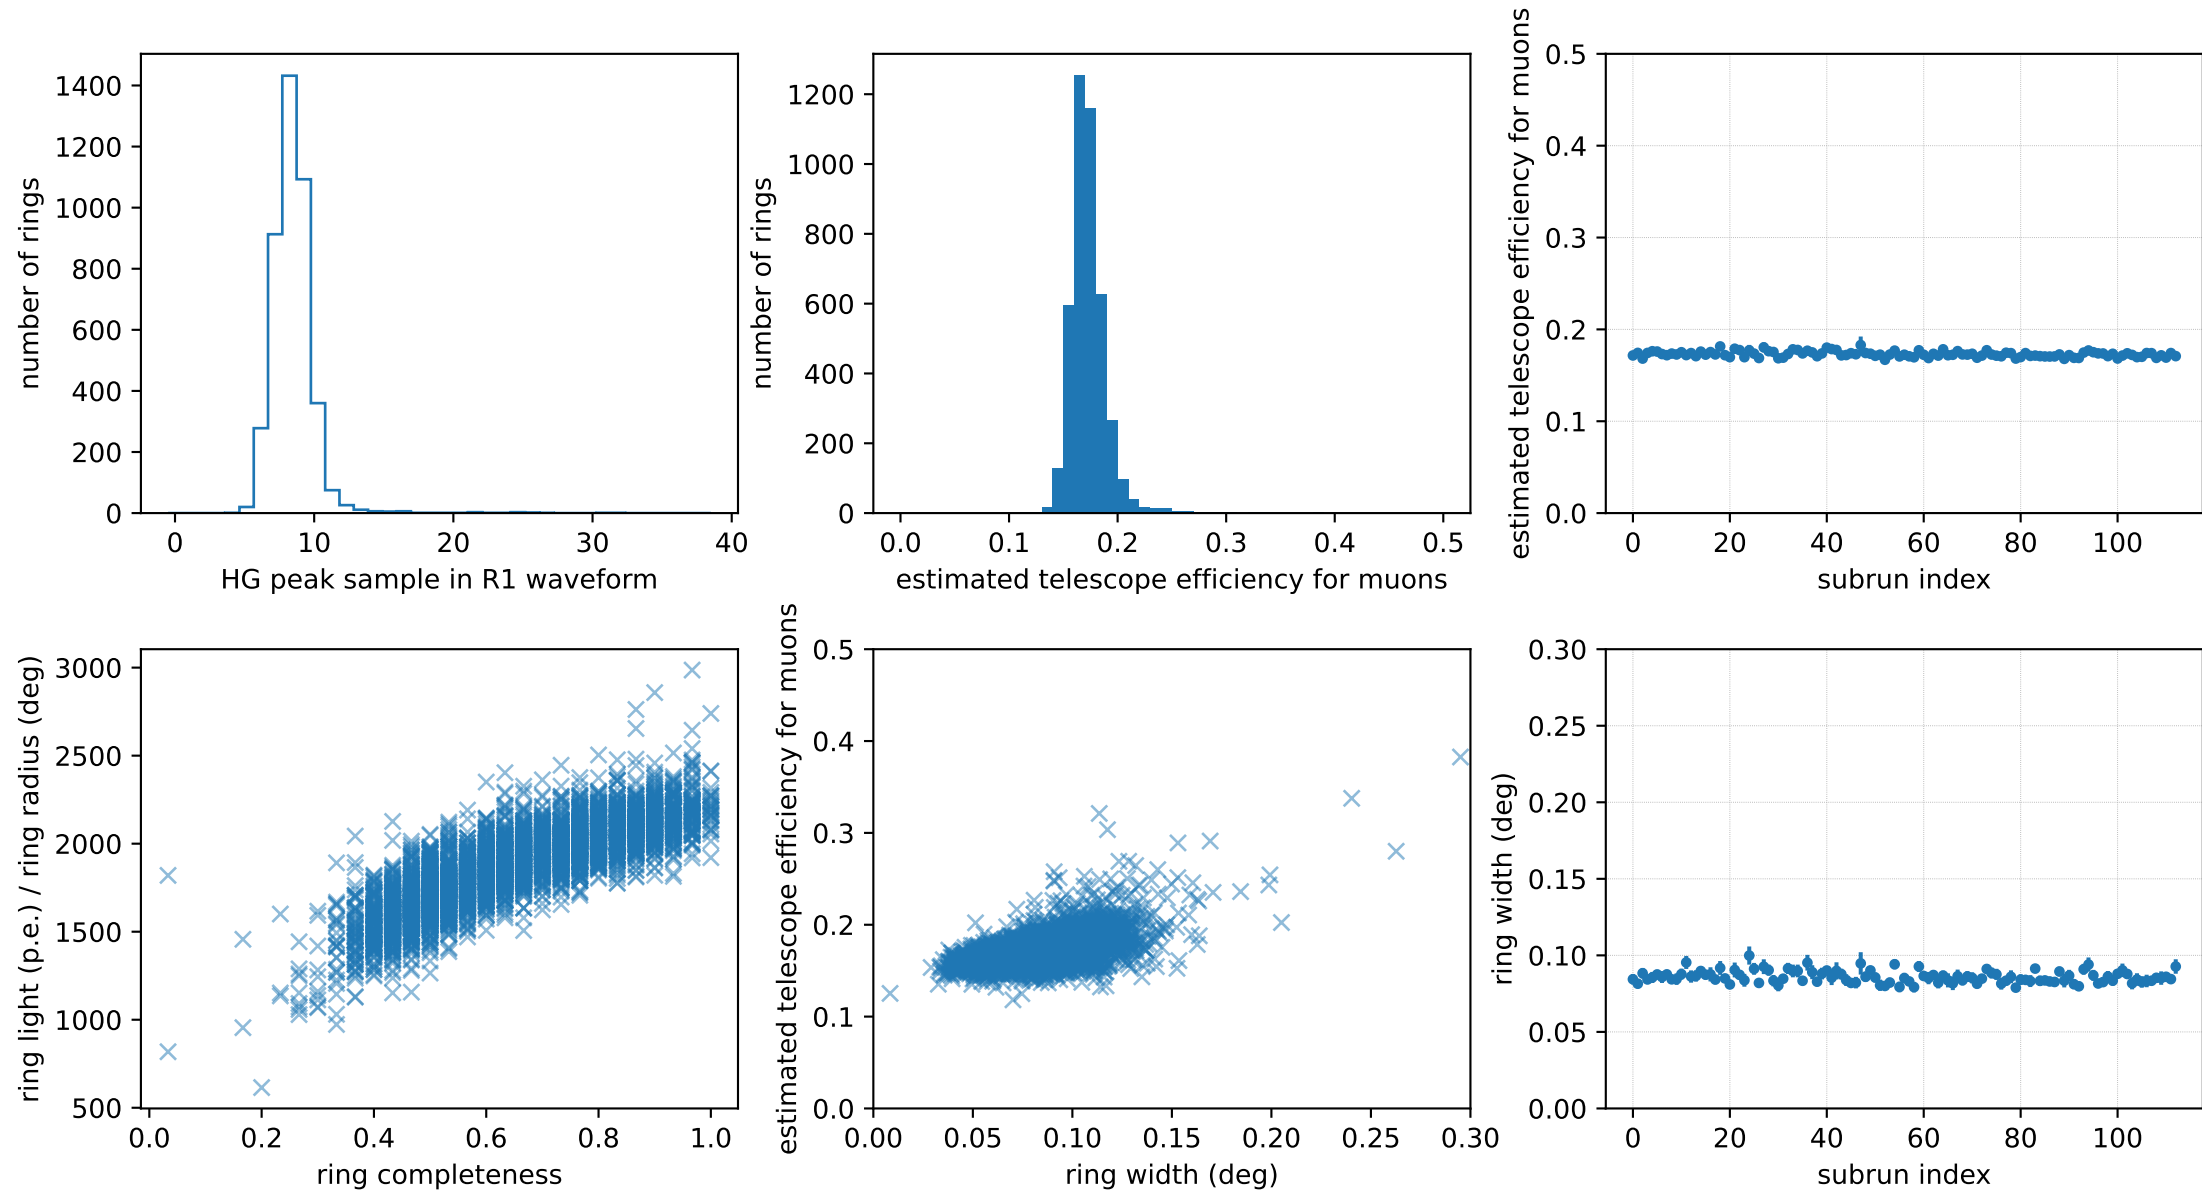 number of rings
1400
1200
1000
800
600
400
200
0
0 10 20 30 40
HG peak sample in R1 waveform
number of rings
1200
1000
800
600
400
200
0
0.0 0.1 0.2 0.3 0.4 0.5
estimated telescope efficiency for muons
estimated telescope efficiency for muons
0.5
0.4
0.3
0.2
0.1
0.0
0 20 40 60 80 100
subrun index
ring light (p.e.) / ring radius (deg)
3000
2500
2000
1500
1000
500
0.0 0.2 0.4 0.6 0.8 1.0
ring completeness
estimated telescope efficiency for muons
0.5
0.4
0.3
0.2
0.1
0.0
0.00 0.05 0.10 0.15 0.20 0.25 0.30
ring width (deg)
ring width (deg)
0.30
0.25
0.20
0.15
0.10
0.05
0.00
0 20 40 60 80 100
subrun index